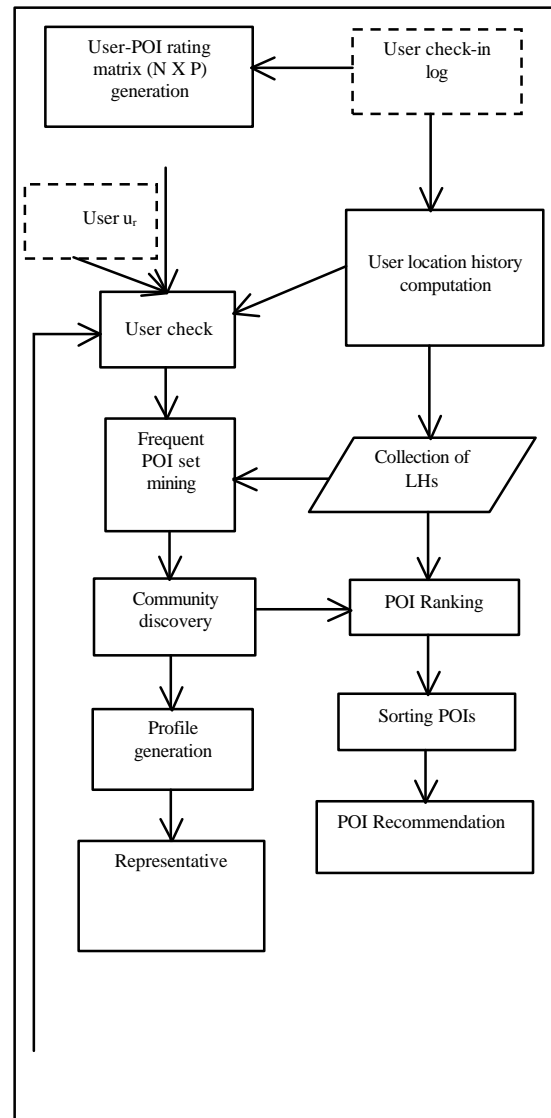 User-POI rating
matrix (N X P)
generation
User check-in
log
User uᵣ
User location history
computation
User check
Frequent
POI set
mining
Collection of
LHs
Community
discovery
POI Ranking
Profile
generation
Sorting POIs
Representative
POI Recommendation